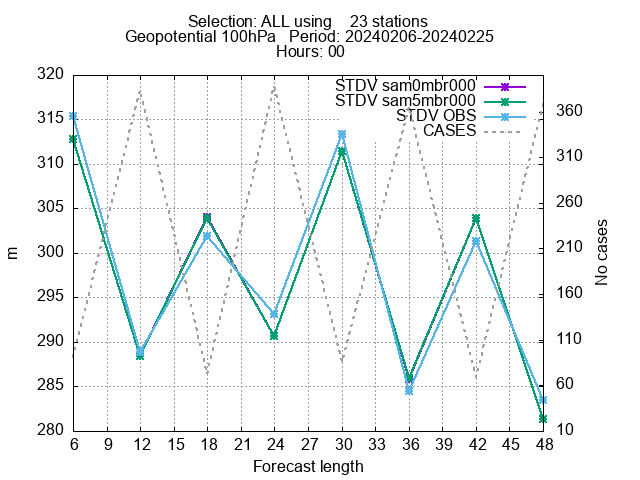 Selection: ALL using    23 stations
Geopotential 100hPa   Period: 20240206-20240225
Hours: 00
STDV sam0mbr000
STDV sam5mbr000
STDV OBS
CASES
320
315
310
305
300
295
290
285
280
m
360
310
260
210
160
110
60
10
No cases
6 9 12 15 18 21 24 27 30 33 36 39 42 45 48
Forecast length